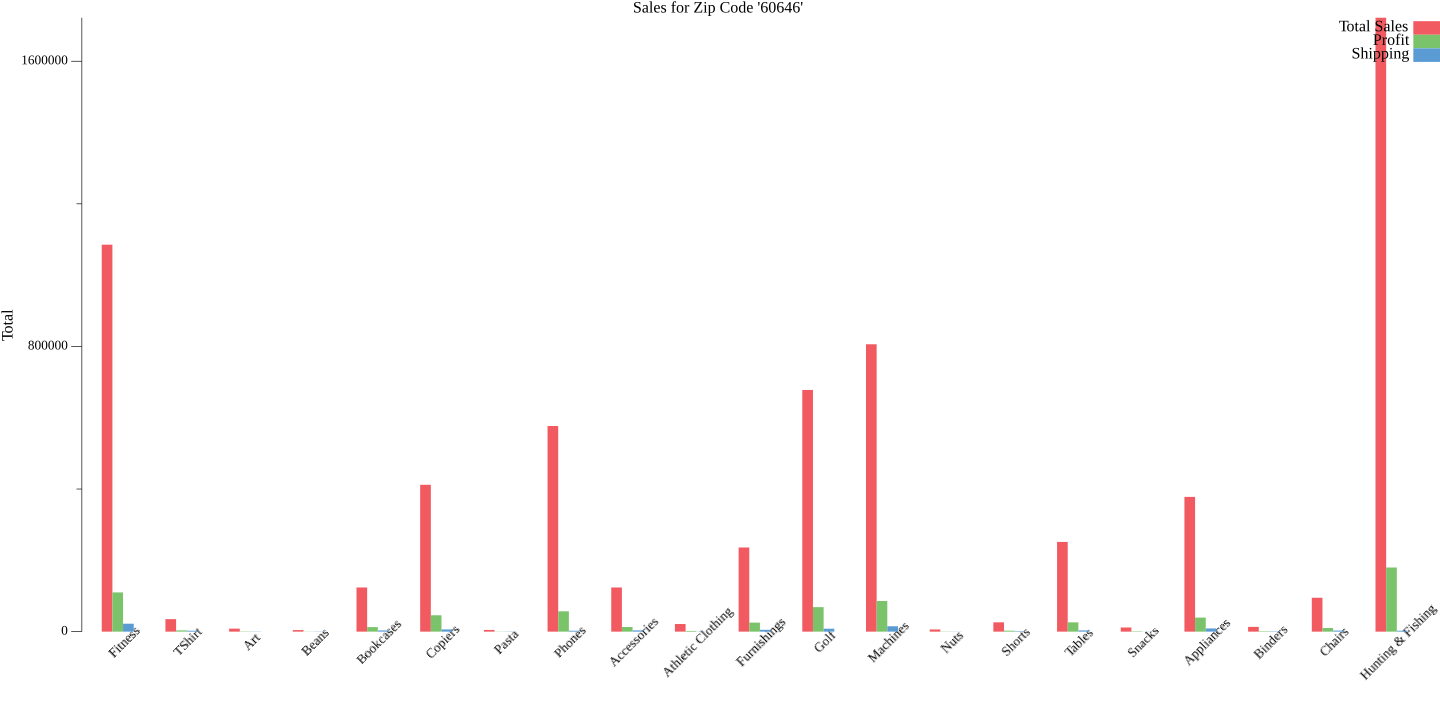 Sales for Zip Code '60646'
Total Sales
Profit
Shipping
1600000
800000
0
Total
Fitness
TShirt
Art
Beans
Bookcases
Copiers
Pasta
Phones
Accessories
Athletic Clothing
Furnishings
Golf
Machines
Nuts
Shorts
Tables
Snacks
Appliances
Binders
Chairs
Hunting & Fishing